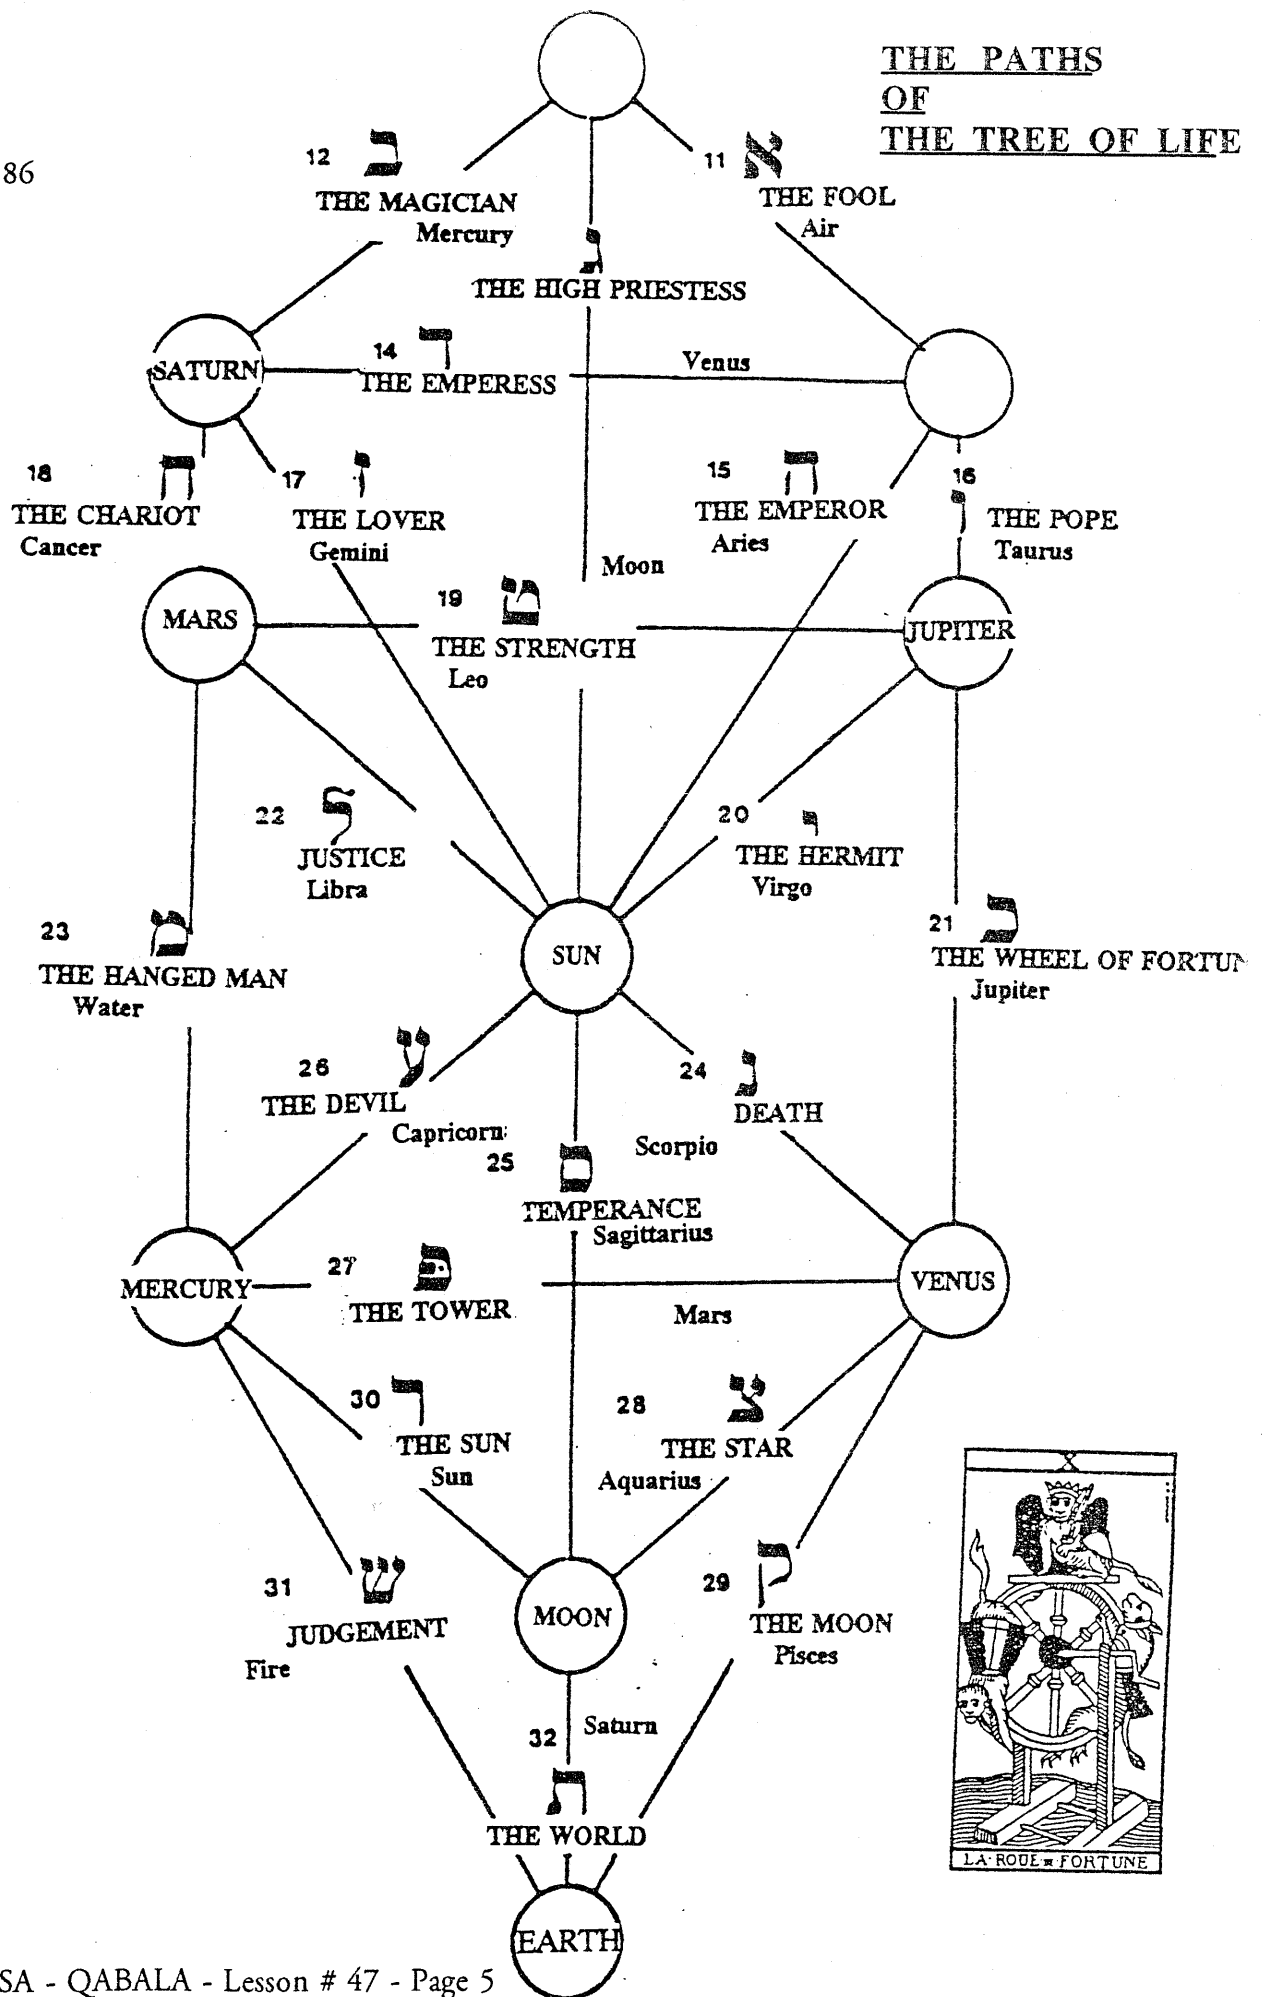 THE PATHS
OF
THE TREE OF LIFE
86
12 ב
THE MAGICIAN
Mercury
11 א
THE FOOL
Air
ג
THE HIGH PRIESTESS
SATURN
14 ד
THE EMPERESS
Venus
18 ח
THE CHARIOT
Cancer
17 ו
THE LOVER
Gemini
15 ה
THE EMPEROR
Aries
16
ו
THE POPE
Taurus
Moon
MARS
19 ט
THE STRENGTH
Leo
JUPITER
22 ל
JUSTICE
Libra
20 י
THE HERMIT
Virgo
23 מ
THE HANGED MAN
Water
SUN
21 כ
THE WHEEL OF FORTUN
Jupiter
26 ע
THE DEVIL
Capricorn
24 נ
DEATH
Scorpio
25 ס
TEMPERANCE
Sagittarius
MERCURY
27 פּ
THE TOWER
Mars
VENUS
30 ר
THE SUN
Sun
28 צ
THE STAR
Aquarius
X
31 ש
JUDGEMENT
Fire
MOON
29 ק
THE MOON
Pisces
Saturn
32
ת
THE WORLD
LA·ROUE FORTUNE
EARTH
SA - QABALA - Lesson # 47 - Page 5